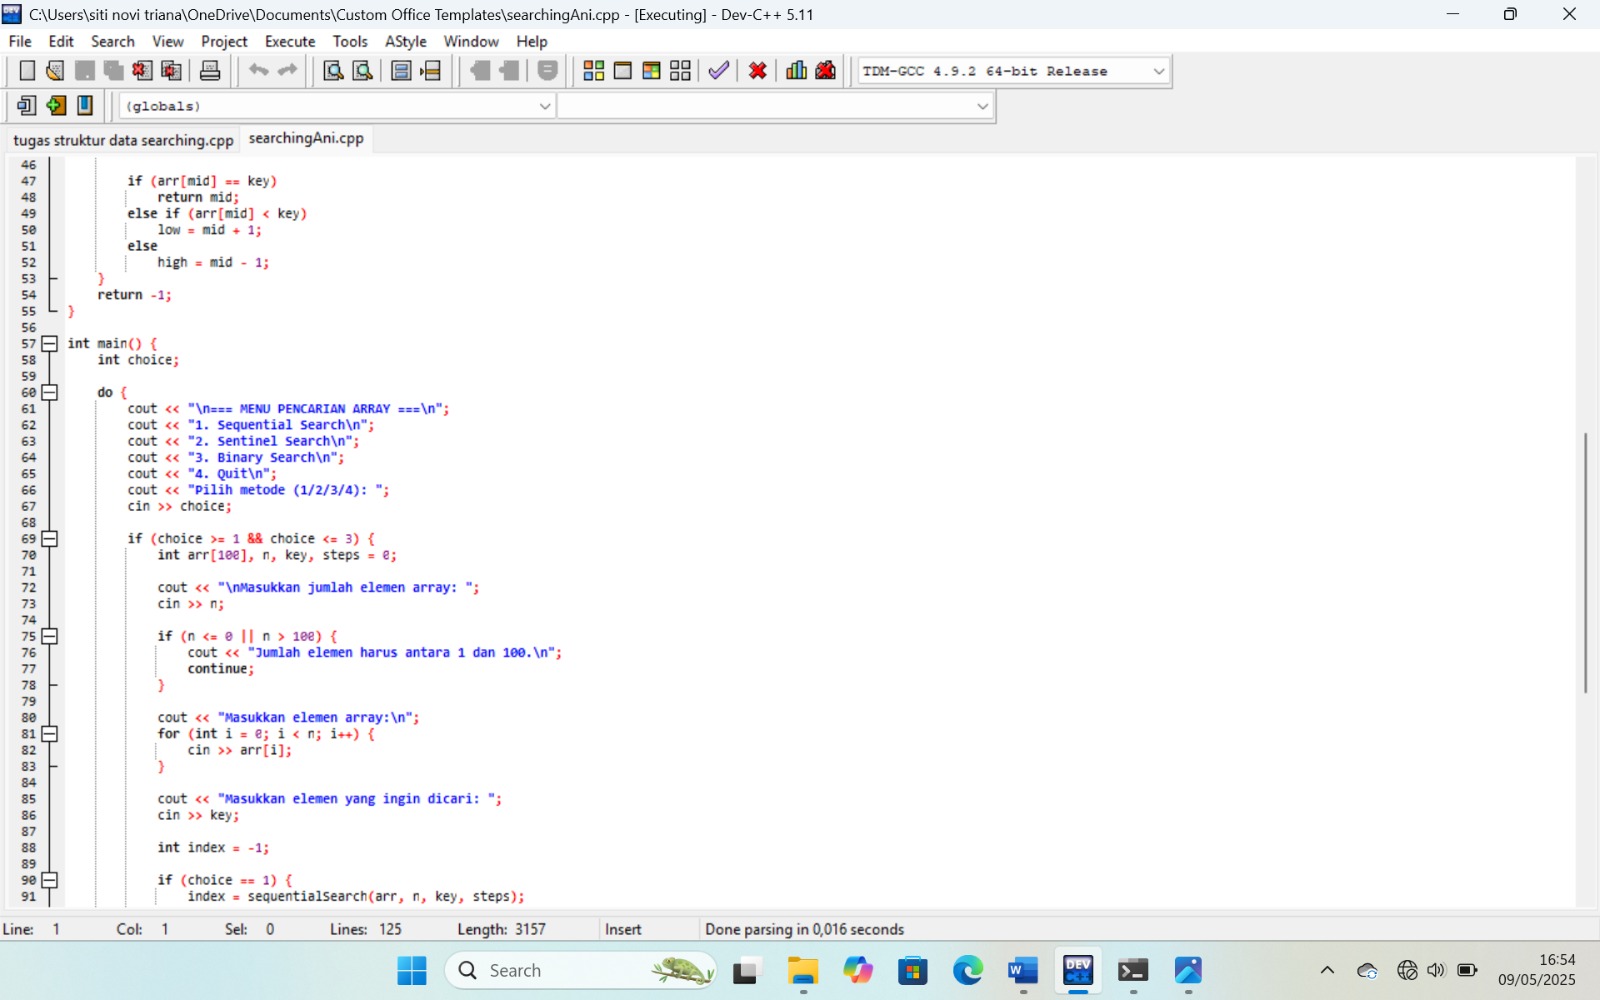 C:\Users\siti novi triana\OneDrive\Documents\Custom Office Templates\searchingAni.cpp - [Executing] - Dev-C++ 5.11
File Edit Search View Project Execute Tools AStyle Window Help
TDM-GCC 4.9.2 64-bit Release
(globals)
tugas struktur data searching.cpp searchingAni.cpp
46
47 if (arr[mid] == key)
48 return mid;
49 else if (arr[mid] < key)
50 low = mid + 1;
51 else
52 high = mid - 1;
53 }
54 return -1;
55 }
56
57 int main() {
58 int choice;
59
60 do {
61 cout << "\n=== MENU PENCARIAN ARRAY ===\n";
62 cout << "1. Sequential Search\n";
63 cout << "2. Sentinel Search\n";
64 cout << "3. Binary Search\n";
65 cout << "4. Quit\n";
66 cout << "Pilih metode (1/2/3/4): ";
67 cin >> choice;
68
69 if (choice >= 1 && choice <= 3) {
70 int arr[100], n, key, steps = 0;
71
72 cout << "\nMasukkan jumlah elemen array: ";
73 cin >> n;
74
75 if (n <= 0 || n > 100) {
76 cout << "Jumlah elemen harus antara 1 dan 100.\n";
77 continue;
78 }
79
80 cout << "Masukkan elemen array:\n";
81 for (int i = 0; i < n; i++) {
82 cin >> arr[i];
83 }
84
85 cout << "Masukkan elemen yang ingin dicari: ";
86 cin >> key;
87
88 int index = -1;
89
90 if (choice == 1) {
91 index = sequentialSearch(arr, n, key, steps);
Line: 1 Col: 1 Sel: 0 Lines: 125 Length: 3157 Insert Done parsing in 0,016 seconds
Search
DEV
16:54
09/05/2025